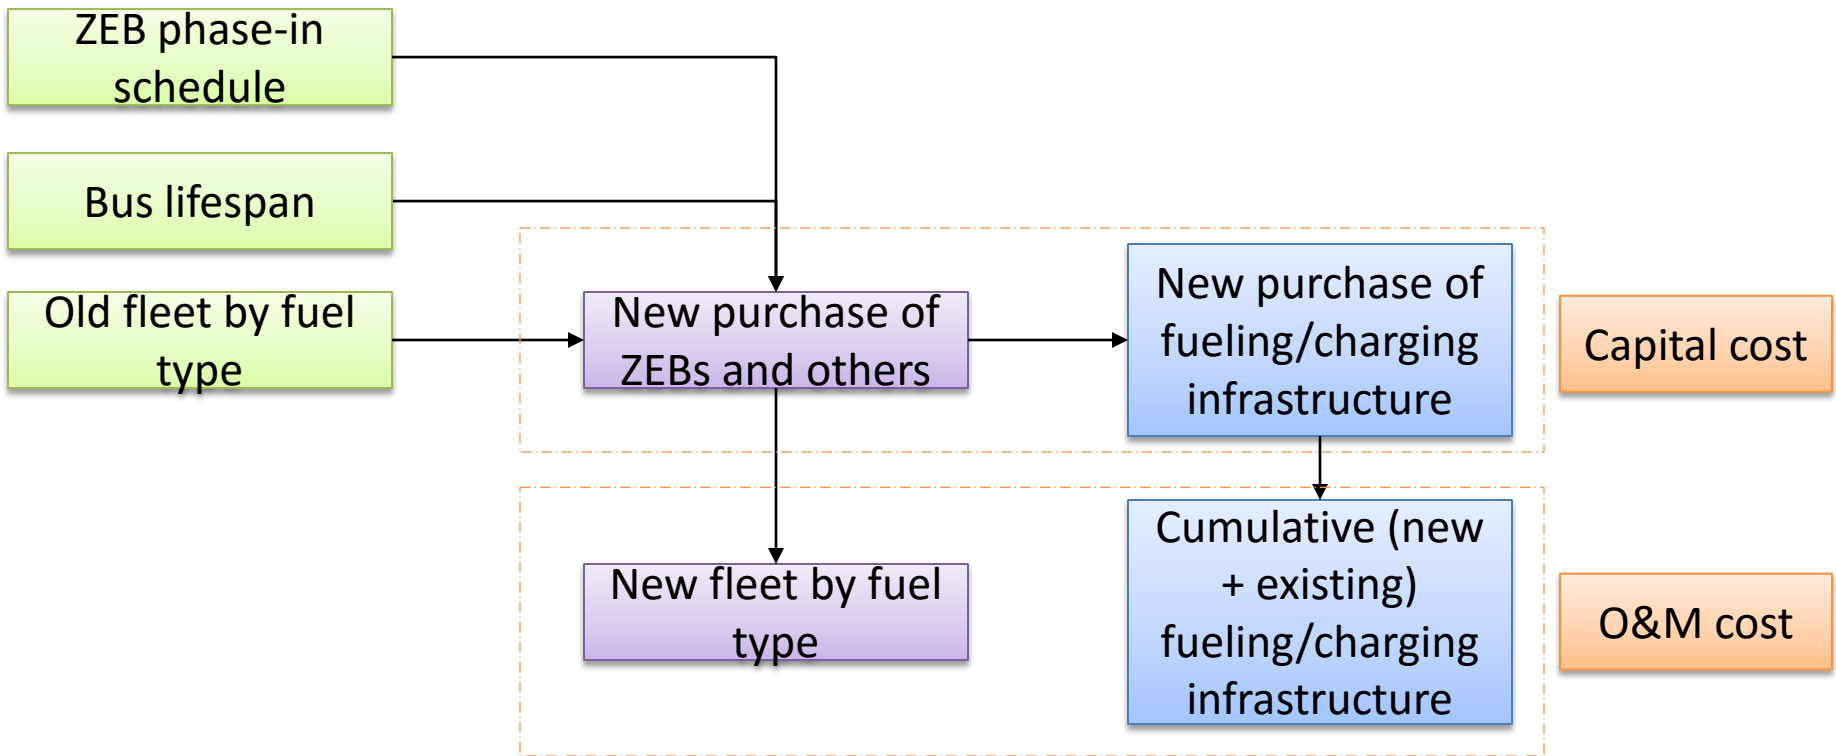 ZEB phase-in
schedule
Bus lifespan
Old fleet by fuel
type
New purchase of
ZEBs and others
New purchase of
fueling/charging
infrastructure
Capital cost
New fleet by fuel
type
Cumulative (new
+ existing)
fueling/charging
infrastructure
O&M cost